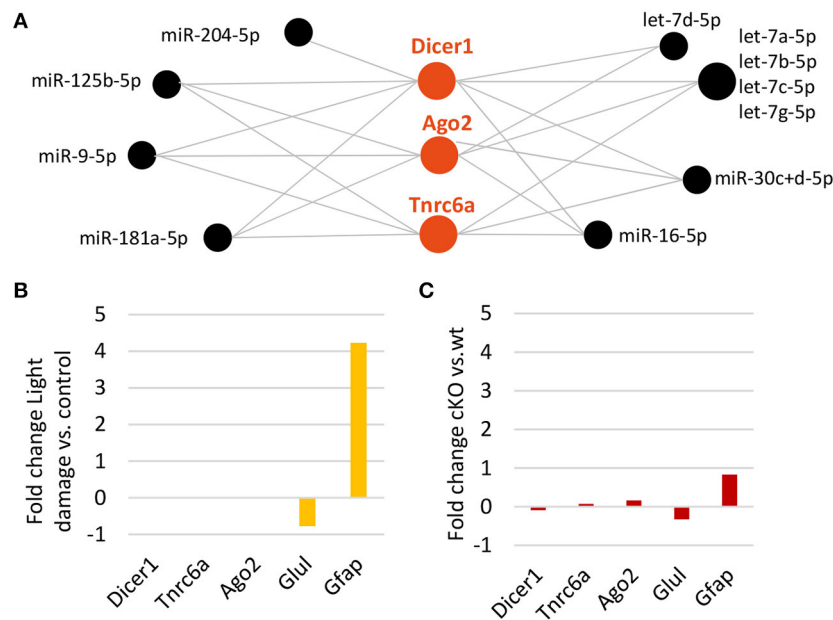 A
miR-204-5p
miR-125b-5p
miR-9-5p
miR-181a-5p
Dicer1
Ago2
Tnrc6a
let-7d-5p
let-7a-5p
let-7b-5p
let-7c-5p
let-7g-5p
miR-30c+d-5p
miR-16-5p
B
Fold change Light
damage vs. control
5
4
3
2
1
0
-1
Dicer1
Tnrc6a
Ago2
Glul
Gfap
C
Fold change cKO vs.wt
5
4
3
2
1
0
-1
Dicer1
Tnrc6a
Ago2
Glul
Gfap